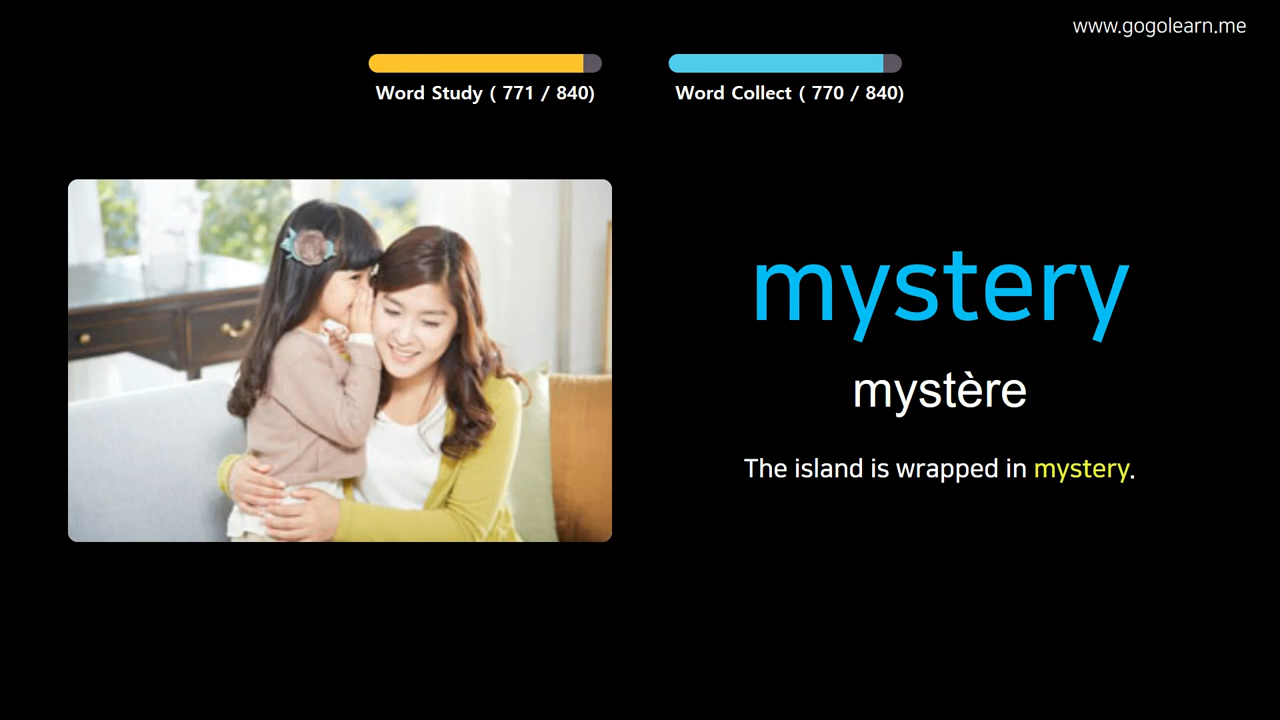 www.gogolearn.me
Word Study ( 771 / 840)
Word Collect ( 770 / 840)
mystery
mystère
The island is wrapped in mystery.